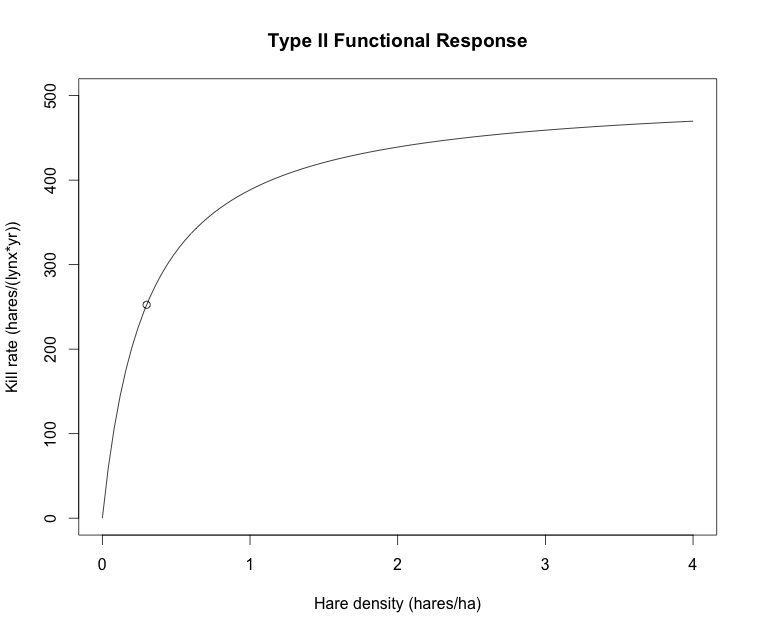 Type II Functional Response
Kill rate (hares/(lynx*yr))
500
400
300
200
100
0
0 1 2 3 4
Hare density (hares/ha)